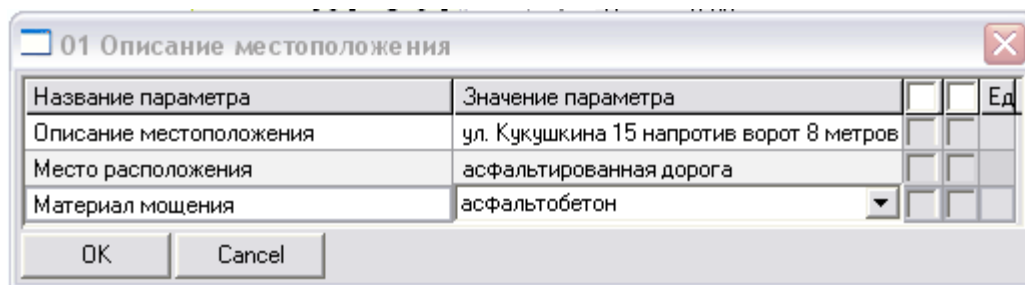 01 Описание местоположения
Название параметра Значение параметра Ед
Описание местоположения ул. Кукушкина 15 напротив ворот 8 метров
Место расположения асфальтированная дорога
Материал мощения асфальтобетон
OK Cancel